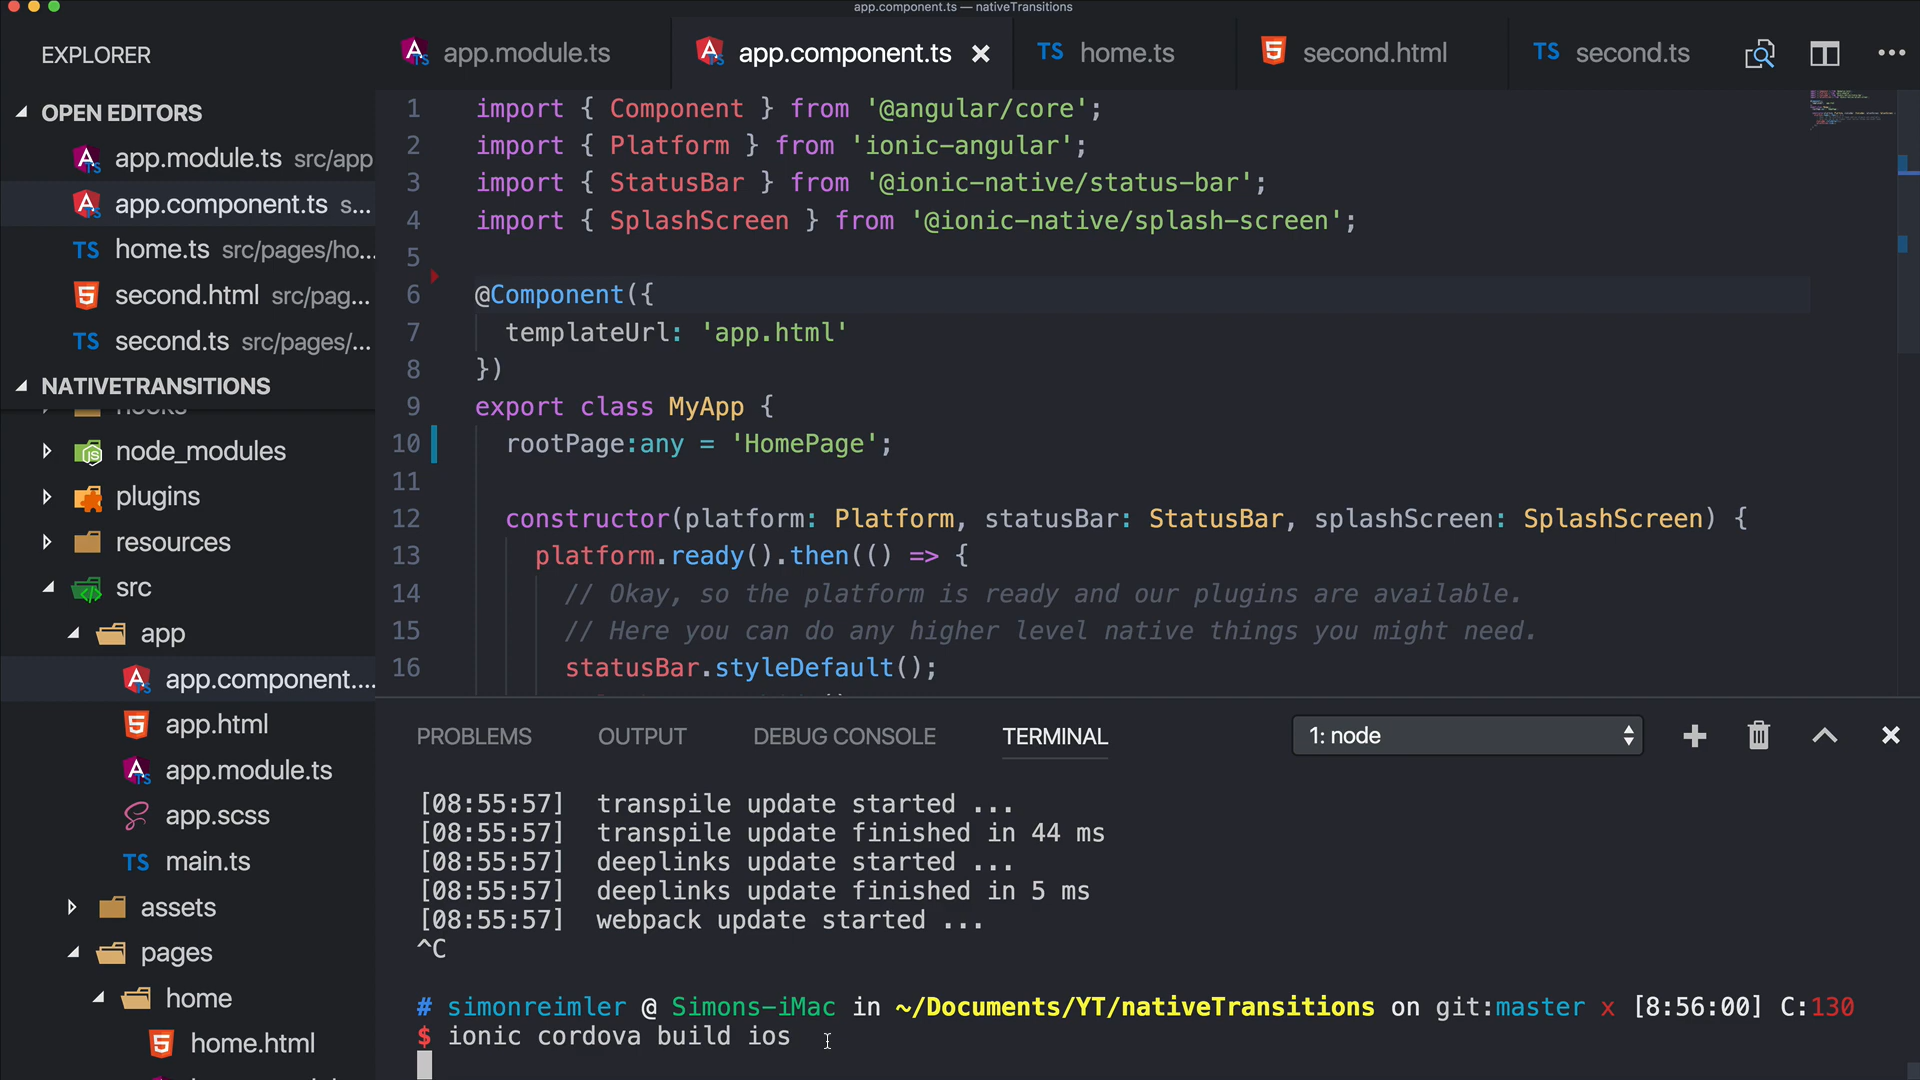 app.component.ts — nativeTransitions
EXPLORER
OPEN EDITORS
app.module.ts src/app
app.component.ts s...
home.ts src/pages/ho...
second.html src/pag...
second.ts src/pages/...
NATIVETRANSITIONS
hooks
node_modules
plugins
resources
src
app
app.component....
app.html
app.module.ts
app.scss
main.ts
assets
pages
home
home.html
app.module.ts
app.component.ts
TS home.ts
second.html
TS second.ts
1 import { Component } from '@angular/core';
2 import { Platform } from 'ionic-angular';
3 import { StatusBar } from '@ionic-native/status-bar';
4 import { SplashScreen } from '@ionic-native/splash-screen';
5
6 @Component({
7 templateUrl: 'app.html'
8 })
9 export class MyApp {
10 rootPage:any = 'HomePage';
11
12 constructor(platform: Platform, statusBar: StatusBar, splashScreen: SplashScreen) {
13 platform.ready().then(() => {
14 // Okay, so the platform is ready and our plugins are available.
15 // Here you can do any higher level native things you might need.
16 statusBar.styleDefault();
PROBLEMS OUTPUT DEBUG CONSOLE TERMINAL
1: node
[08:55:57] transpile update started ...
[08:55:57] transpile update finished in 44 ms
[08:55:57] deeplinks update started ...
[08:55:57] deeplinks update finished in 5 ms
[08:55:57] webpack update started ...
^C
# simonreimler @ Simons-iMac in ~/Documents/YT/nativeTransitions on git:master x [8:56:00] C:130
$ ionic cordova build ios